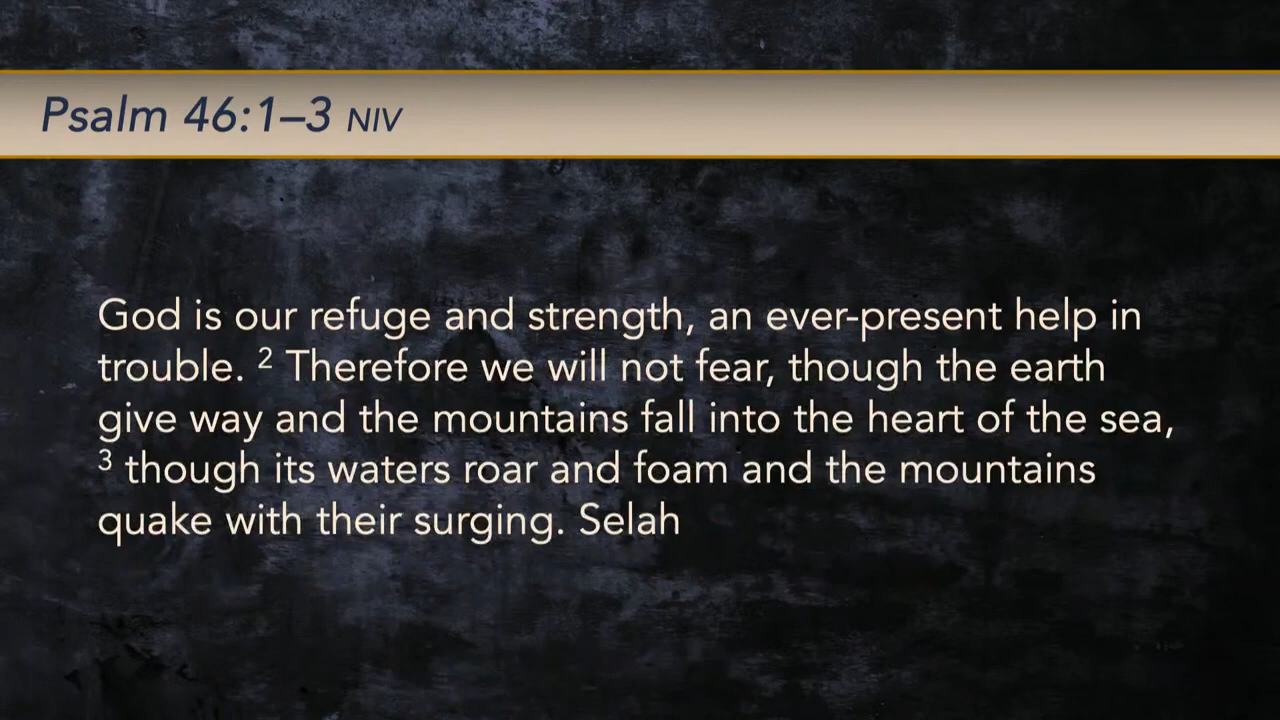 Psalm 46:1–3 NIV
God is our refuge and strength, an ever-present help in
trouble. ² Therefore we will not fear, though the earth
give way and the mountains fall into the heart of the sea,
³ though its waters roar and foam and the mountains
quake with their surging. Selah